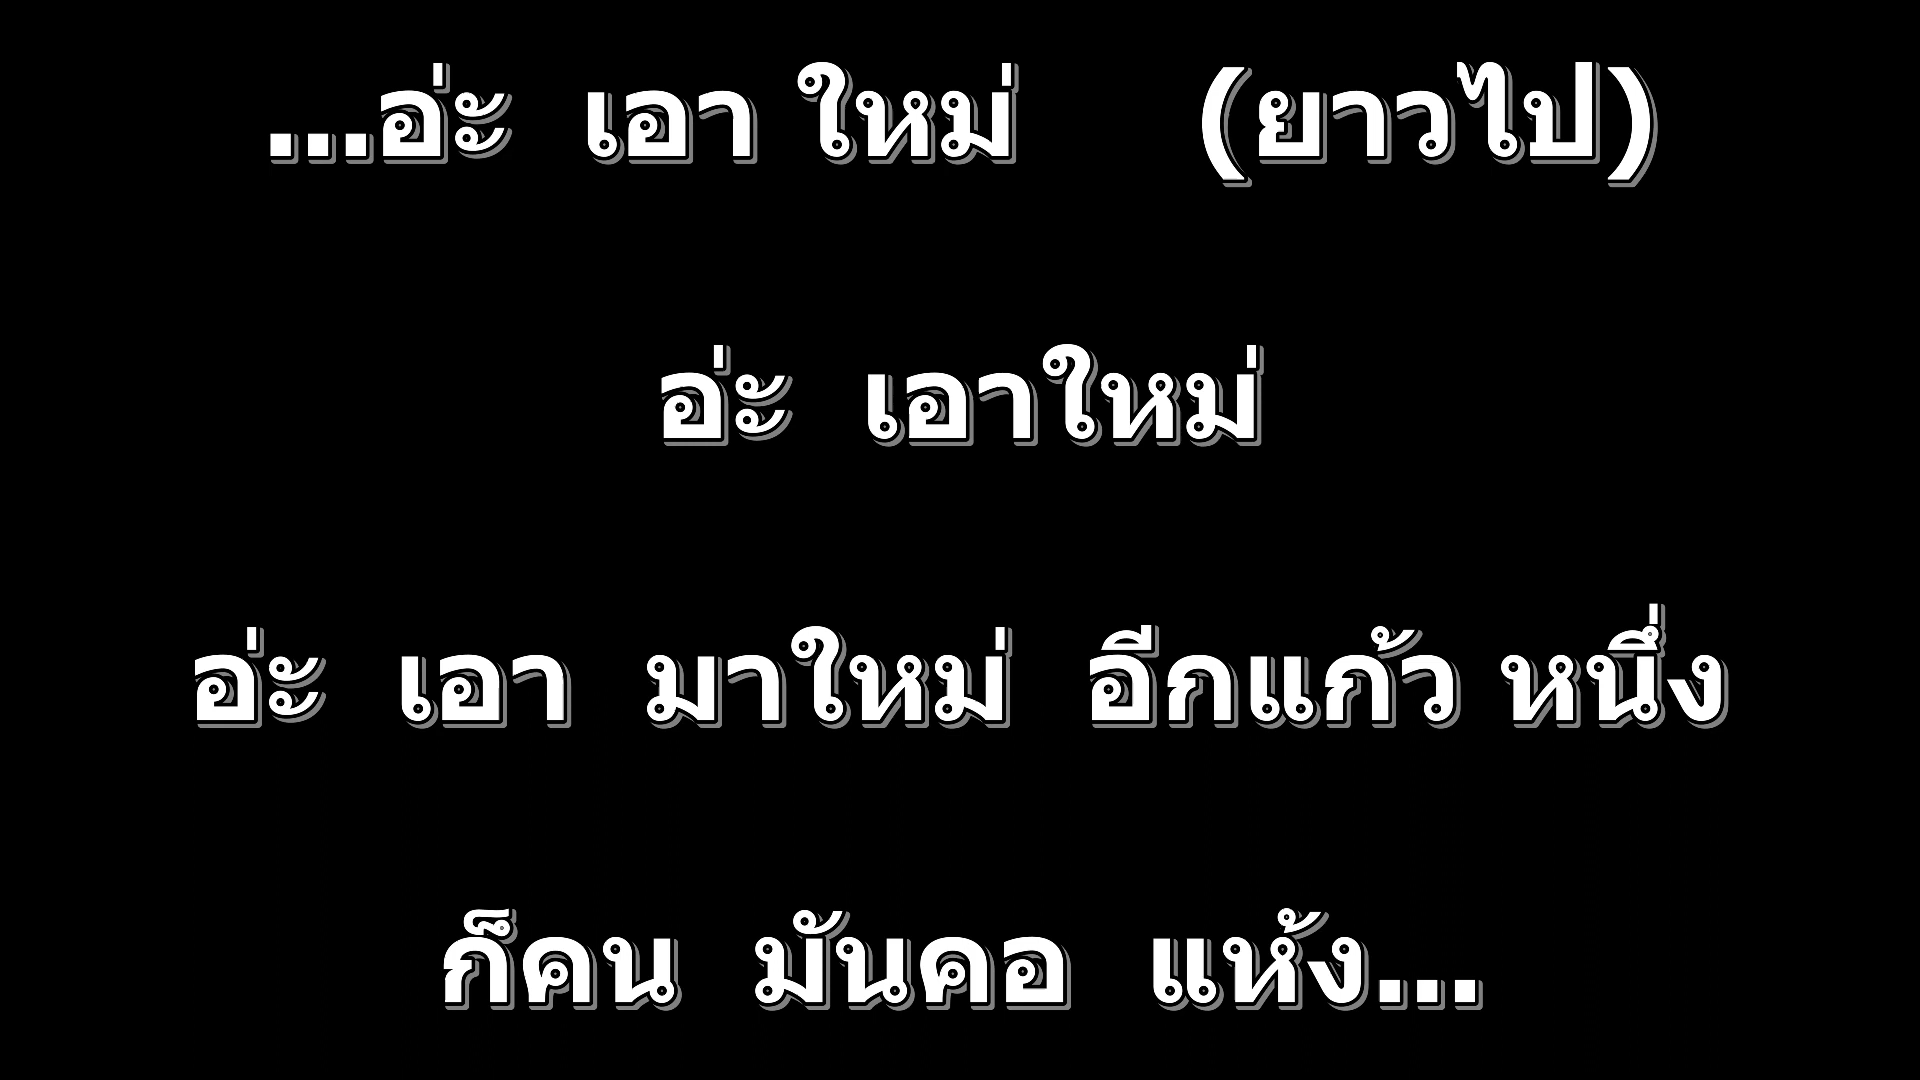 ...อ่ะ  เอา ใหม่     (ยาวไป)
อ่ะ  เอาใหม่
อ่ะ  เอา  มาใหม่  อีกแก้ว หนึ่ง
ก็คน  มันคอ  แห้ง...